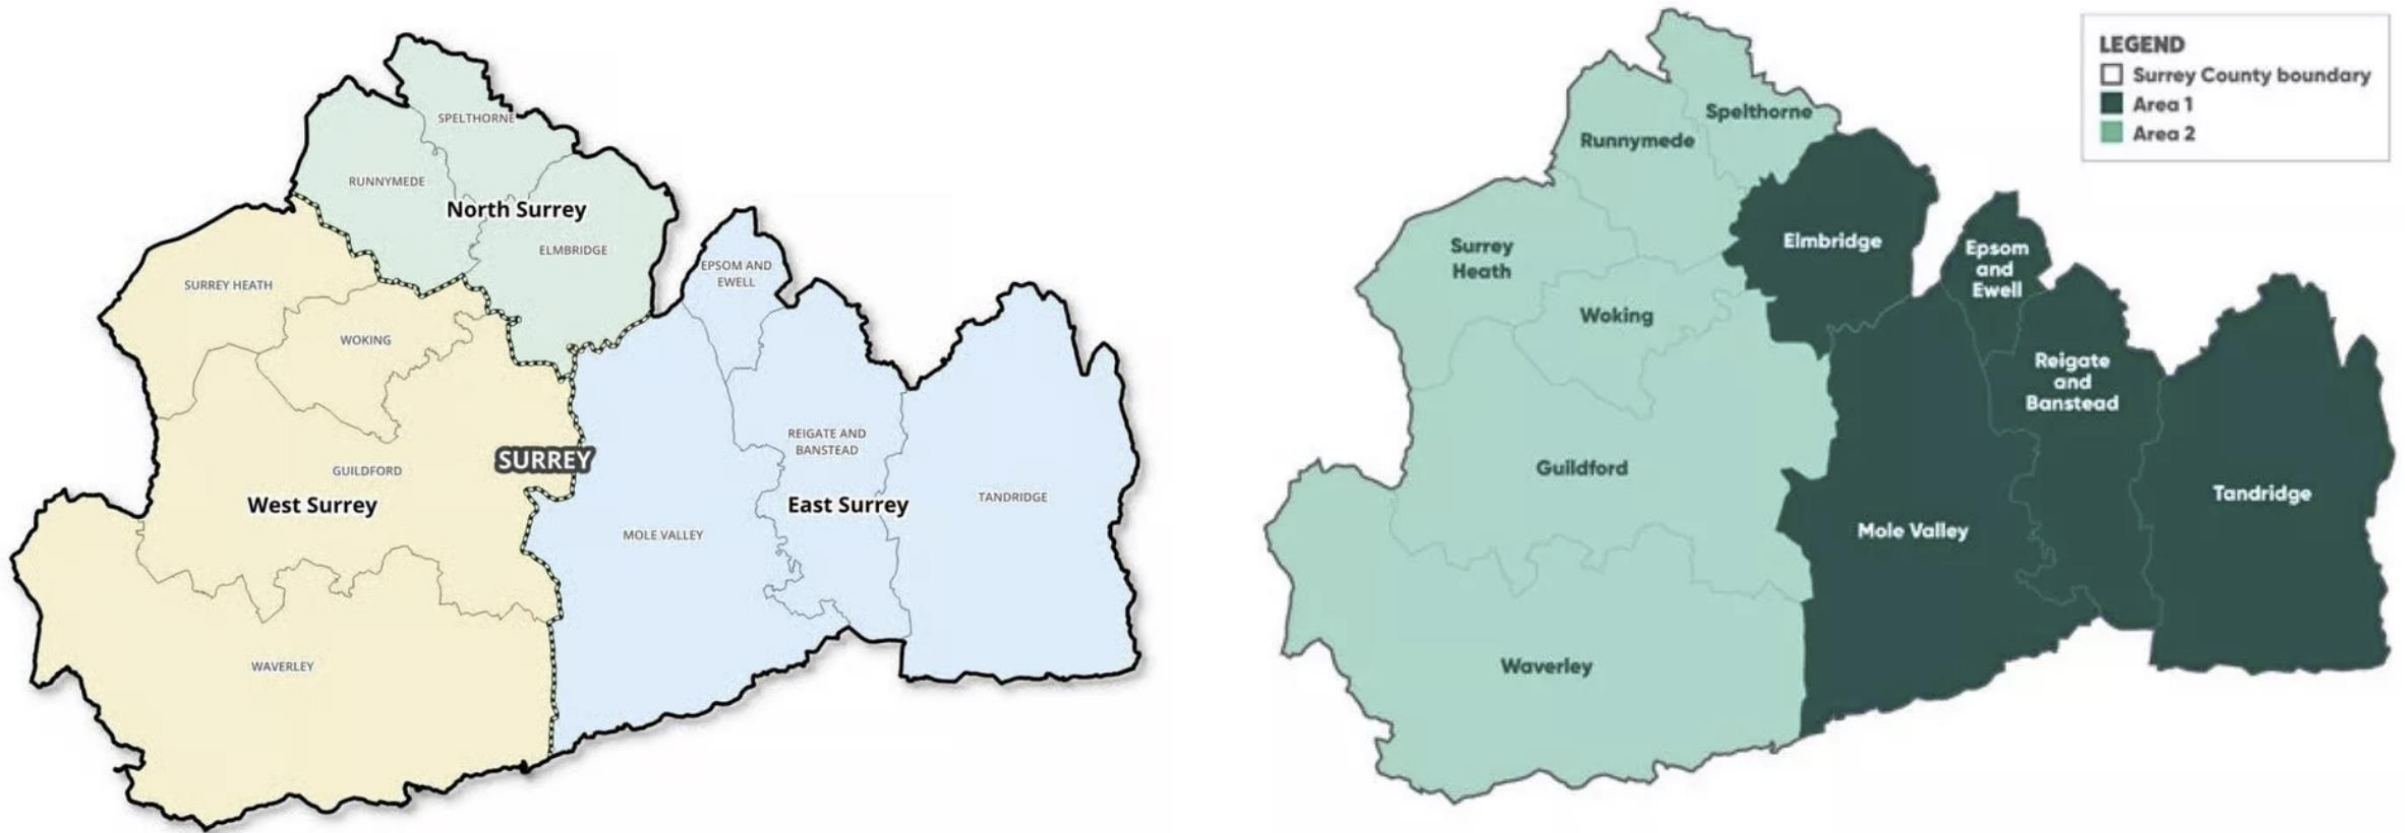 SPELTHORNE
RUNNYMEDE
North Surrey
ELMBRIDGE
SURREY HEATH
EPSOM AND
EWELL
WOKING
REIGATE AND
BANSTEAD
SURREY
GUILDFORD
West Surrey
East Surrey
TANDRIDGE
MOLE VALLEY
WAVERLEY
LEGEND
Surrey County boundary
Area 1
Area 2
Spelthorne
Runnymede
Elmbridge
Surrey
Heath
Epsom
and
Ewell
Woking
Reigate
and
Banstead
Guildford
Tandridge
Mole Valley
Waverley